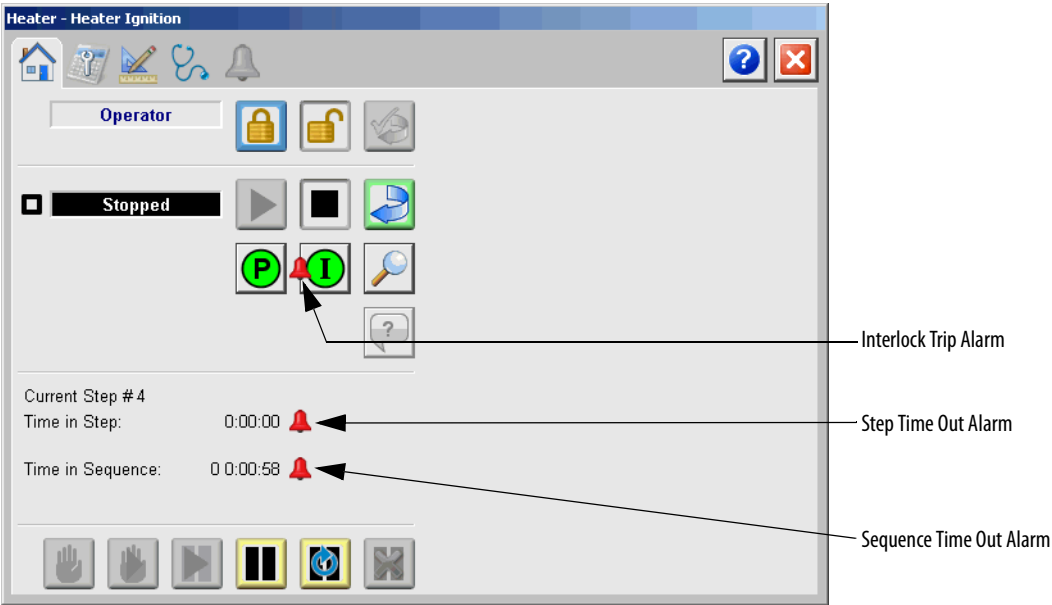 Heater - Heater Ignition
?
Operator
Stopped
P
I
?
Interlock Trip Alarm
Current Step # 4
Time in Step: 0:00:00
Step Time Out Alarm
Time in Sequence: 0 0:00:58
Sequence Time Out Alarm